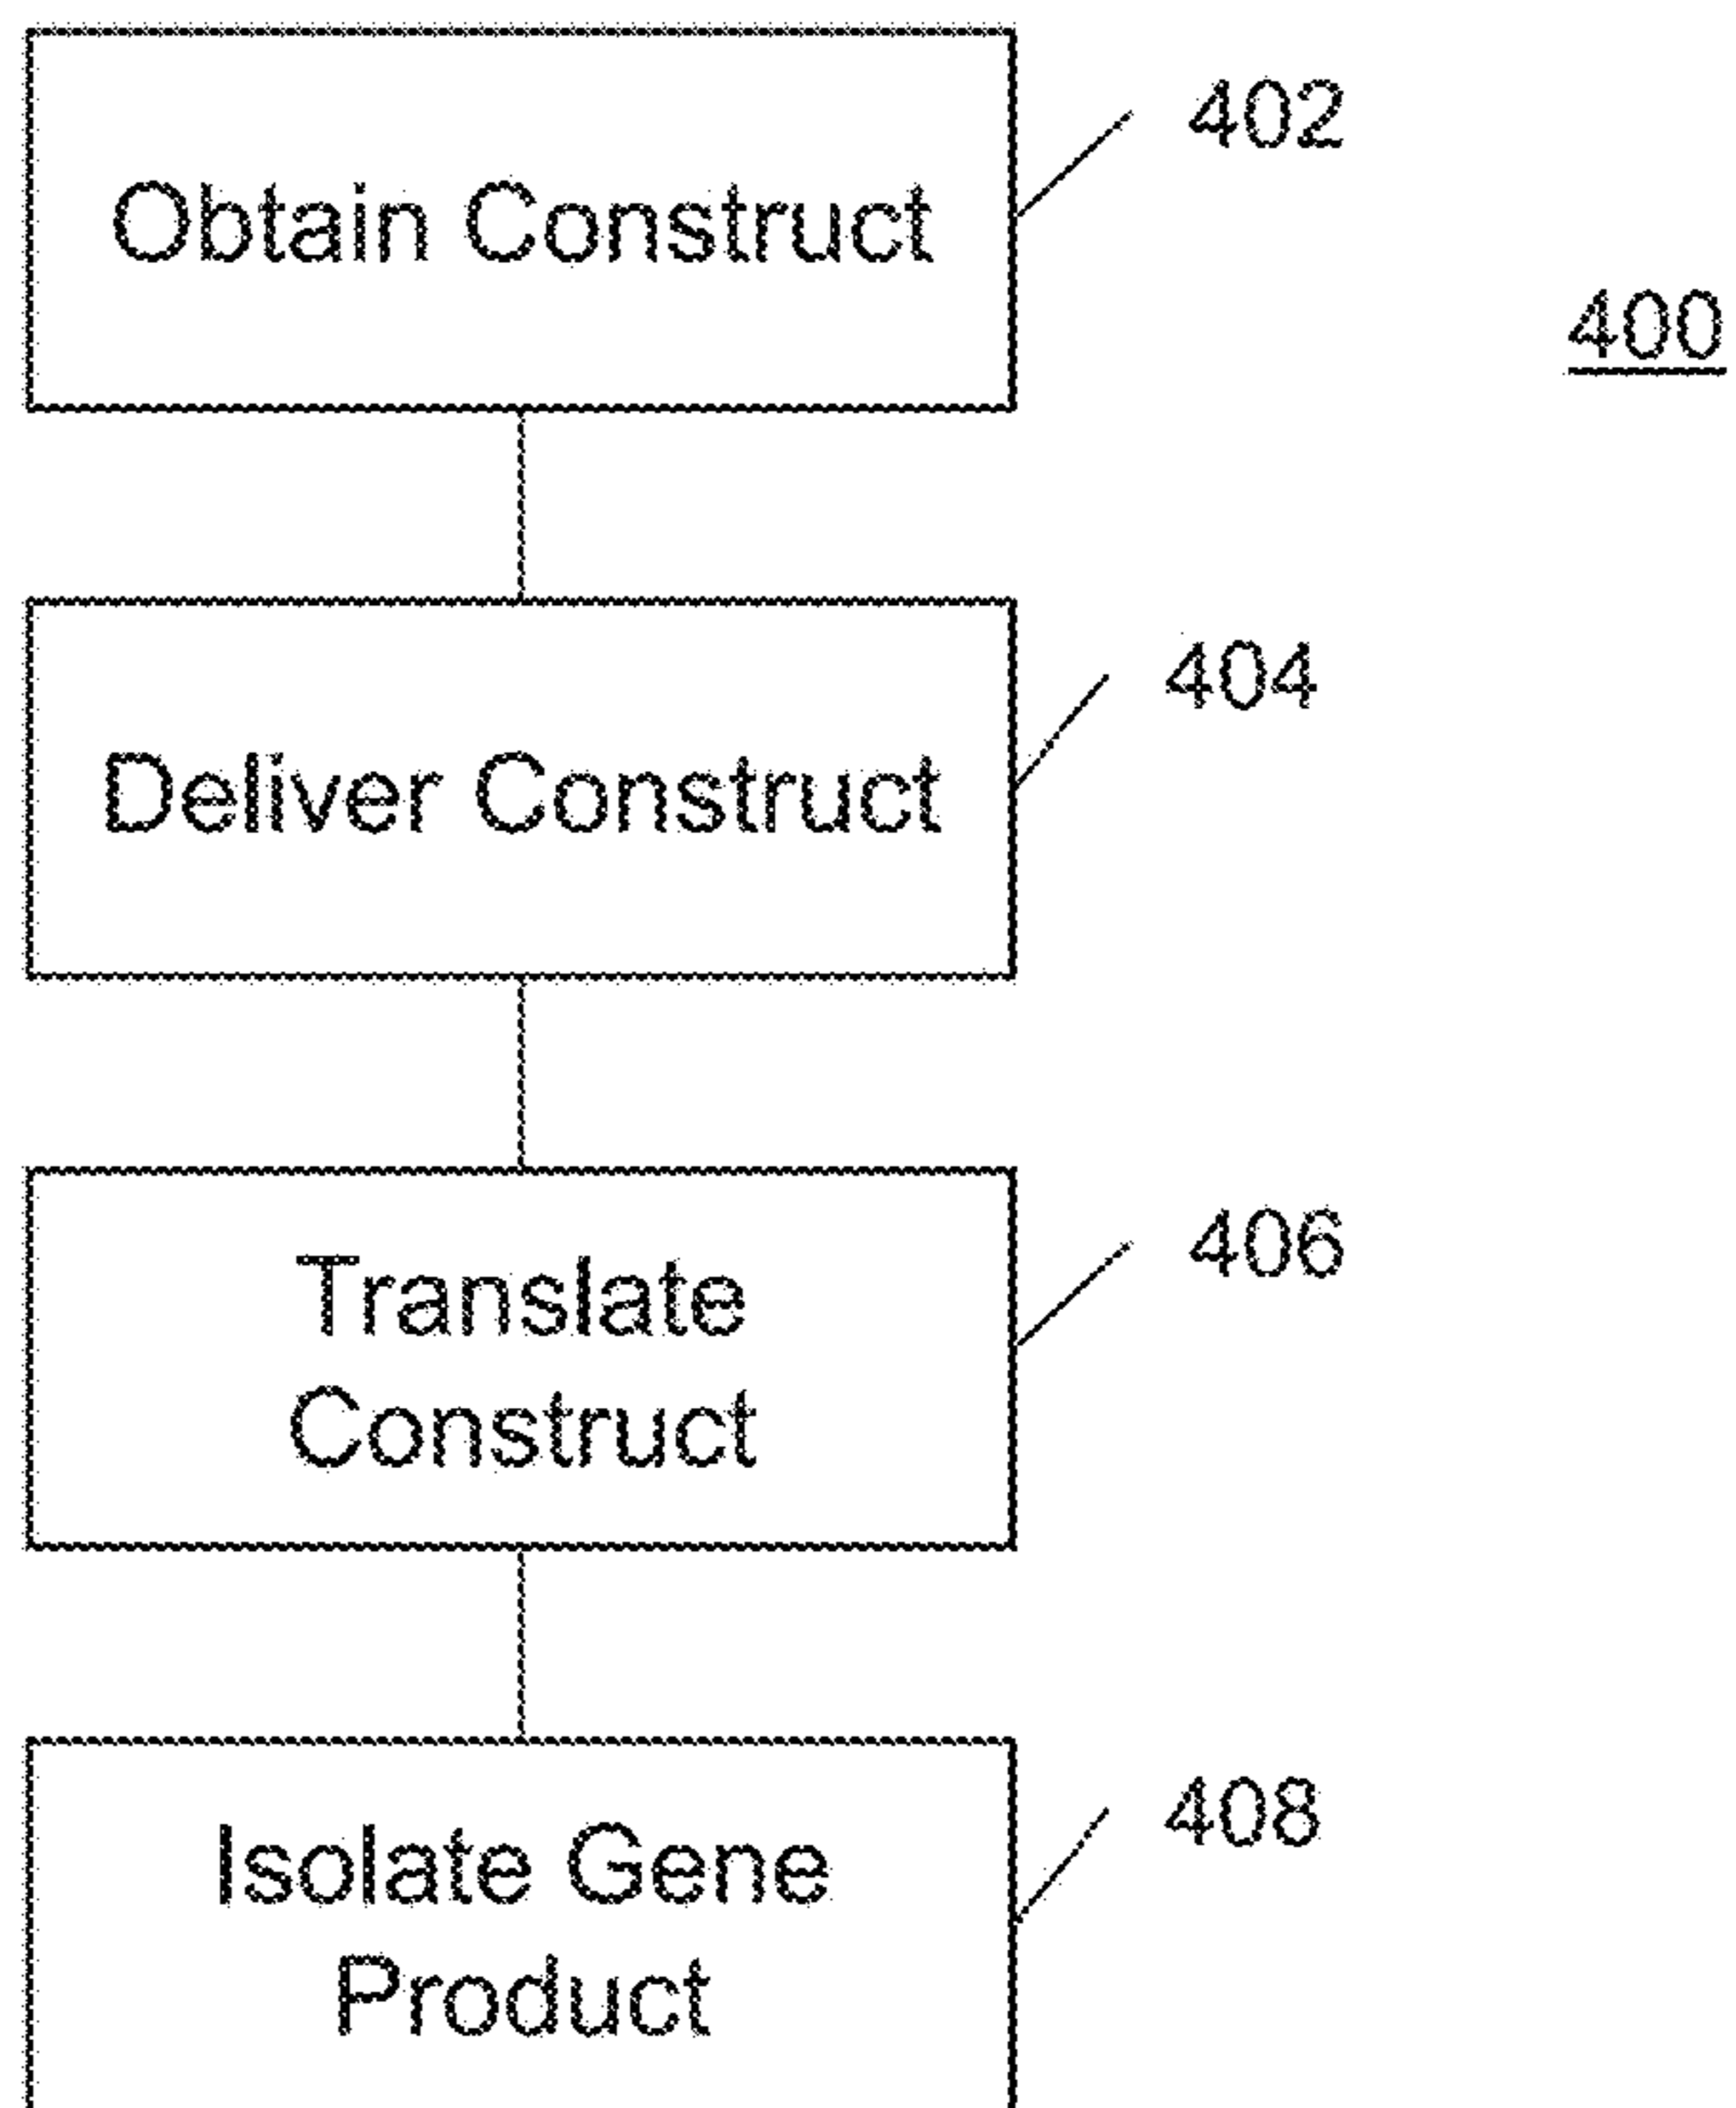 Obtain Construct
402
400
Deliver Construct
404
Translate
Construct
406
Isolate Gene
Product
408